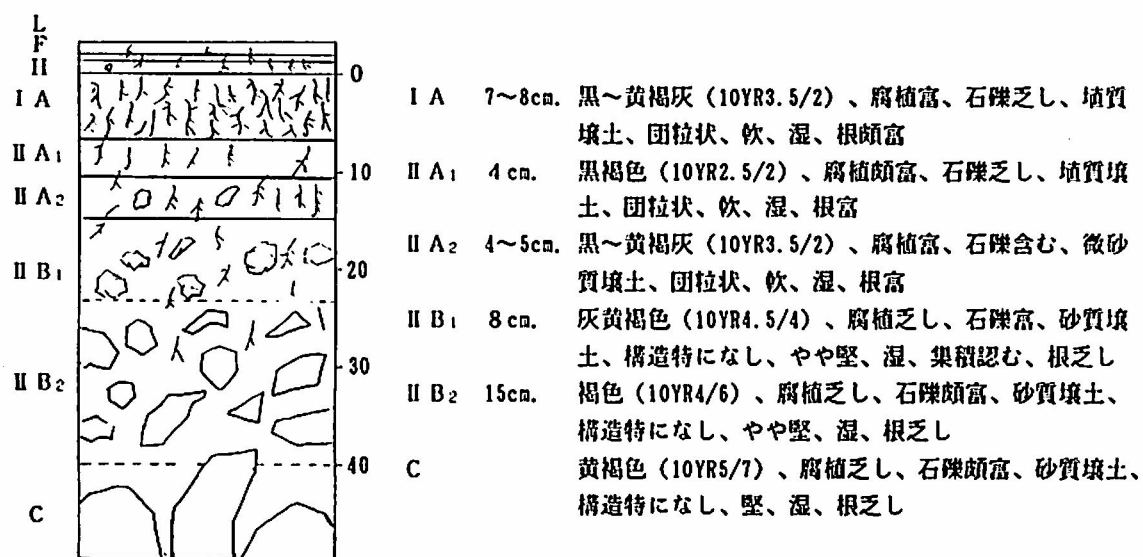 L
F
H
I A
II A₁
II A₂
II B₁
II B₂
C
0
10
20
30
40
I A 7〜8cm. 黒〜黄褐灰(10YR3.5/2)、腐植富、石礫乏し、埴質
壌土、団粒状、軟、湿、根頗富
II A₁ 4cm. 黒褐色(10YR2.5/2)、腐植頗富、石礫乏し、埴質壌
土、団粒状、軟、湿、根富
II A₂ 4〜5cm. 黒〜黄褐灰(10YR3.5/2)、腐植富、石礫含む、微砂
質壌土、団粒状、軟、湿、根富
II B₁ 8cm. 灰黄褐色(10YR4.5/4)、腐植乏し、石礫富、砂質壌
土、構造特になし、やや堅、湿、集積認む、根乏し
II B₂ 15cm. 褐色(10YR4/6)、腐植乏し、石礫頗富、砂質壌土、
構造特になし、やや堅、湿、根乏し
C 黄褐色(10YR5/7)、腐植乏し、石礫頗富、砂質壌土、
構造特になし、堅、湿、根乏し